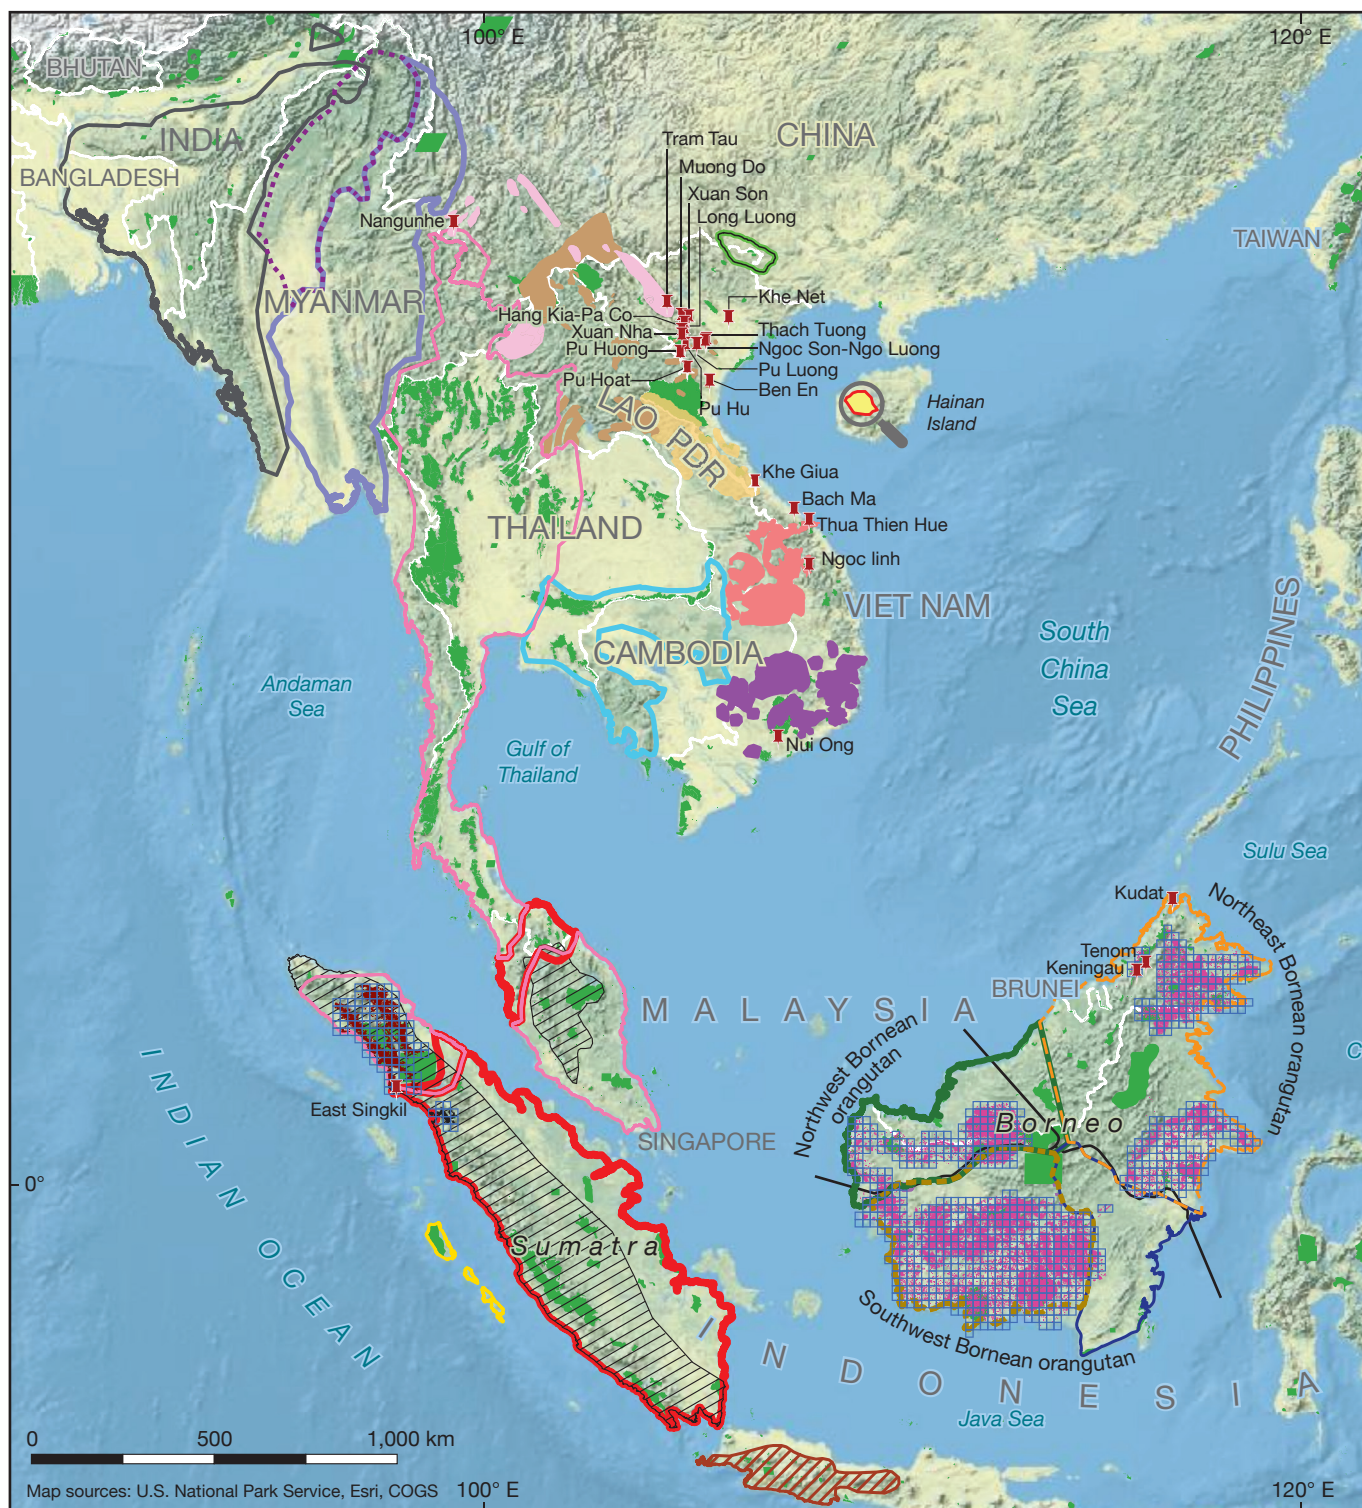 100° E
120° E
BHUTAN
CHINA
INDIA
Tram Tau
Muong Do
BANGLADESH
Xuan Son
Long Luong
Nangunhe
TAIWAN
MYANMAR
Khe Net
Hang Kia-Pa Co
Xuan Nha
Thach Tuong
Pu Huong
Ngoc Son-Ngo Luong
Pu Luong
Pu Hoat
Ben En
Pu Hu
LAO PDR
Hainan
Island
Khe Giua
Bach Ma
THAILAND
Thua Thien Hue
Ngoc linh
VIET NAM
PHILIPPINES
South
China
Sea
CAMBODIA
Andaman
Sea
Gulf of
Thailand
Nui Ong
Sulu Sea
Kudat
Northeast Bornean orangutan
Tenom
Keningau
BRUNEI
MALAYSIA
Northwest Bornean
orangutan
C
INDIAN OCEAN
East Singkil
Borneo
SINGAPORE
0°
Sumatra
Southwest Bornean orangutan
INDONESIA
Java Sea
0 500 1,000 km
Map sources: U.S. National Park Service, Esri, COGS
100° E
120° E